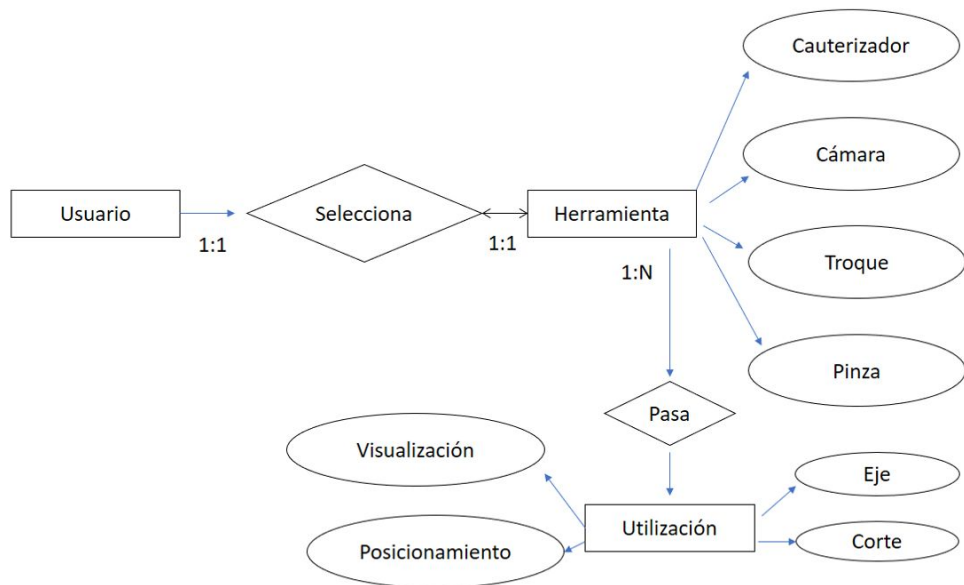 Cauterizador
Cámara
Usuario
Selecciona
Herramienta
1:1
1:1
1:N
Troque
Pinza
Pasa
Visualización
Eje
Utilización
Posicionamiento
Corte